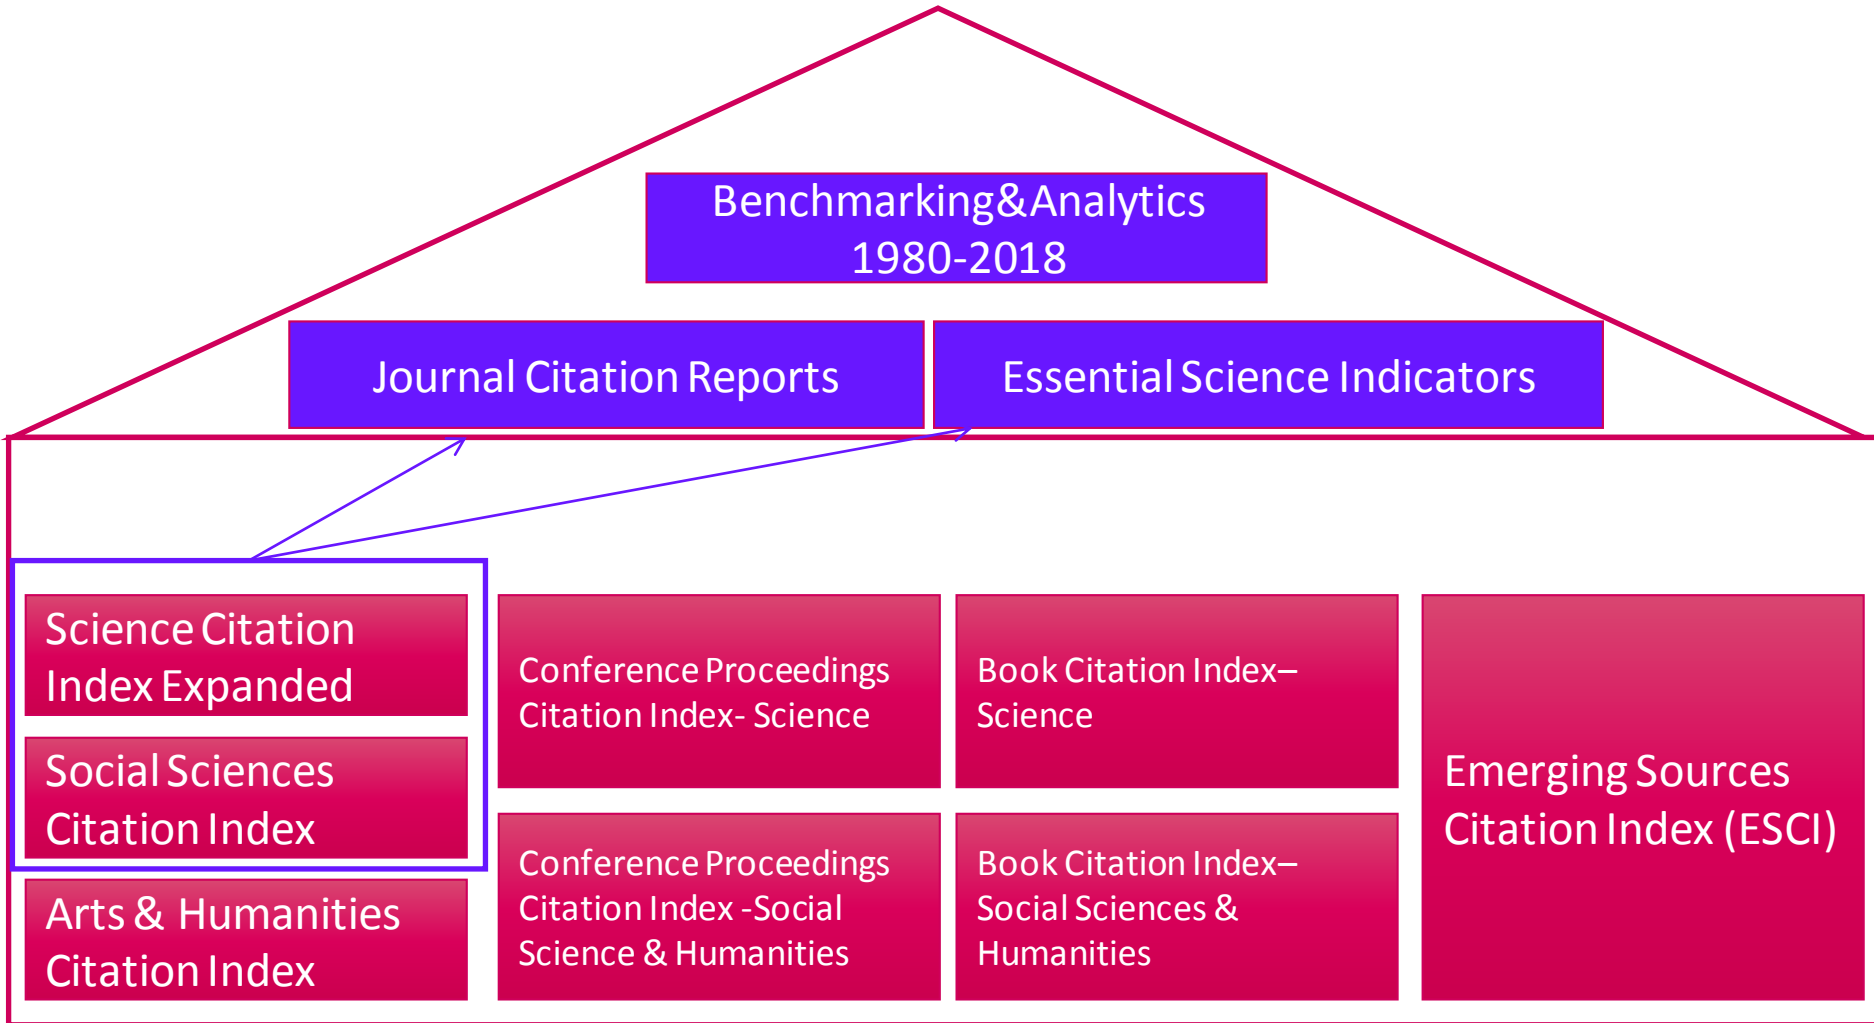 Benchmarking&Analytics
1980-2018
Journal Citation Reports
Essential Science Indicators
Science Citation
Index Expanded
Social Sciences
Citation Index
Arts & Humanities
Citation Index
Conference Proceedings
Citation Index- Science
Conference Proceedings
Citation Index -Social
Science & Humanities
Book Citation Index–
Science
Book Citation Index–
Social Sciences &
Humanities
Emerging Sources
Citation Index (ESCI)